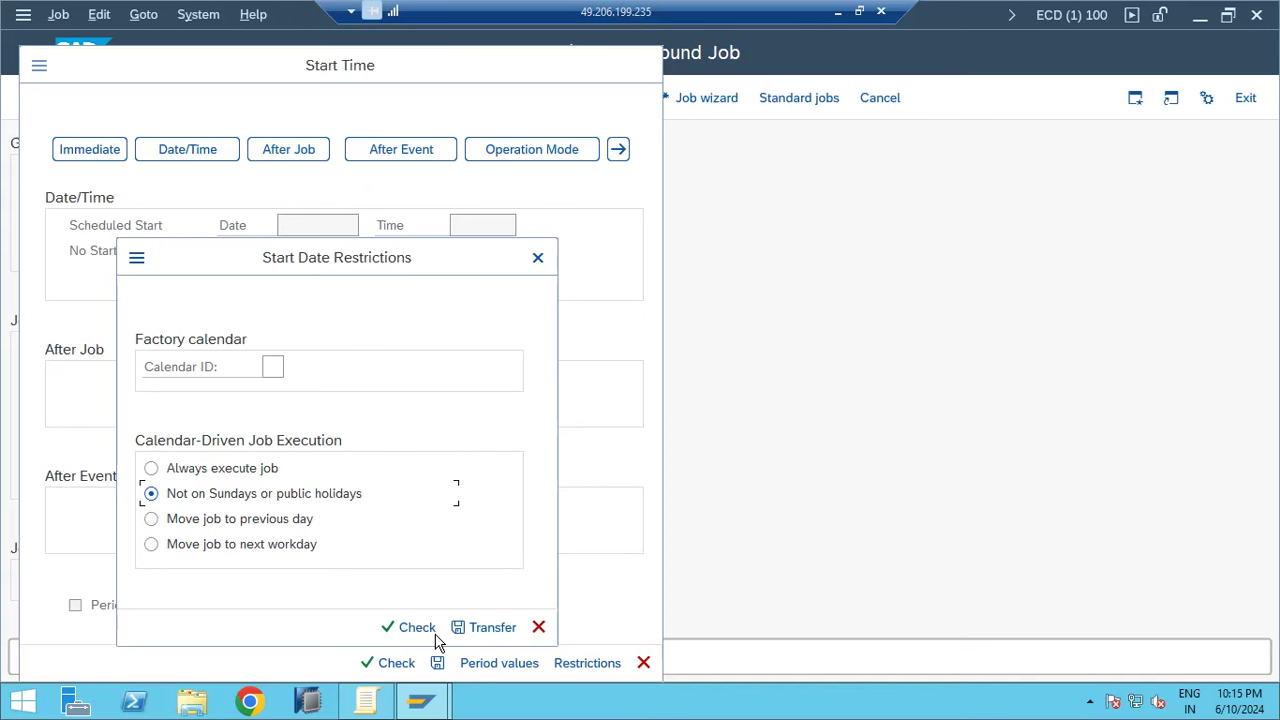 Job Edit Goto System Help 49.206.199.235 ECD (1) 100
Start Time
und Job
Job wizard Standard jobs Cancel Exit
Immediate Date/Time After Job After Event Operation Mode
Date/Time
Scheduled Start Date Time
No Start
Start Date Restrictions
Factory calendar
After Job
Calendar ID:
Calendar-Driven Job Execution
Always execute job
After Event
Not on Sundays or public holidays
Move job to previous day
Move job to next workday
Peri
Check Transfer
Check Period values Restrictions
ENG 10:15 PM
IN 6/10/2024